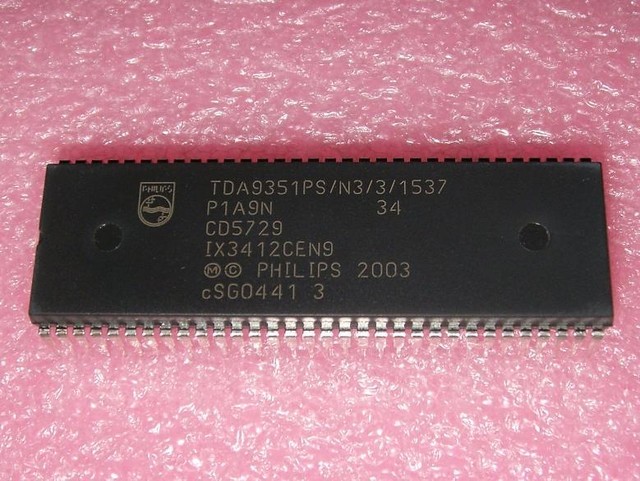 PHILIPS
TDA9351PS/N3/3/1537
P1A9N 34
CD5729
IX3412CEN9
Ⓜ© PHILIPS 2003
cSG0441 3